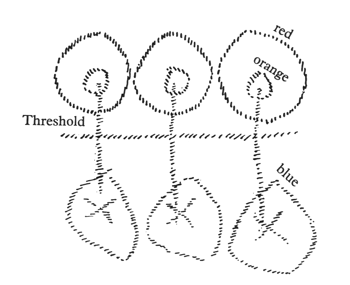 red
orange
Threshold
blue